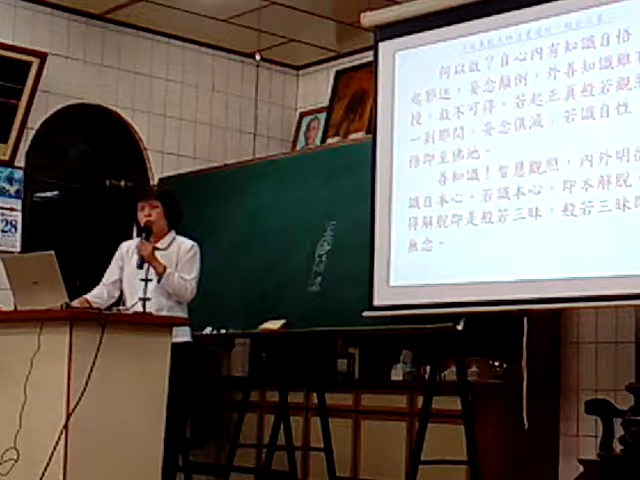 何以故？自心內有知識自悟
起邪迷，妄念顛倒，外善知識雖有
授，救不可得。若起正真般若觀照
一剎那間，妄念俱滅；若識自性，
悟即至佛地。
善知識！智慧觀照，內外明徹
識自本心。若識本心，即本解脫，
得解脫即是般若三昧，般若三昧即
無念。
28